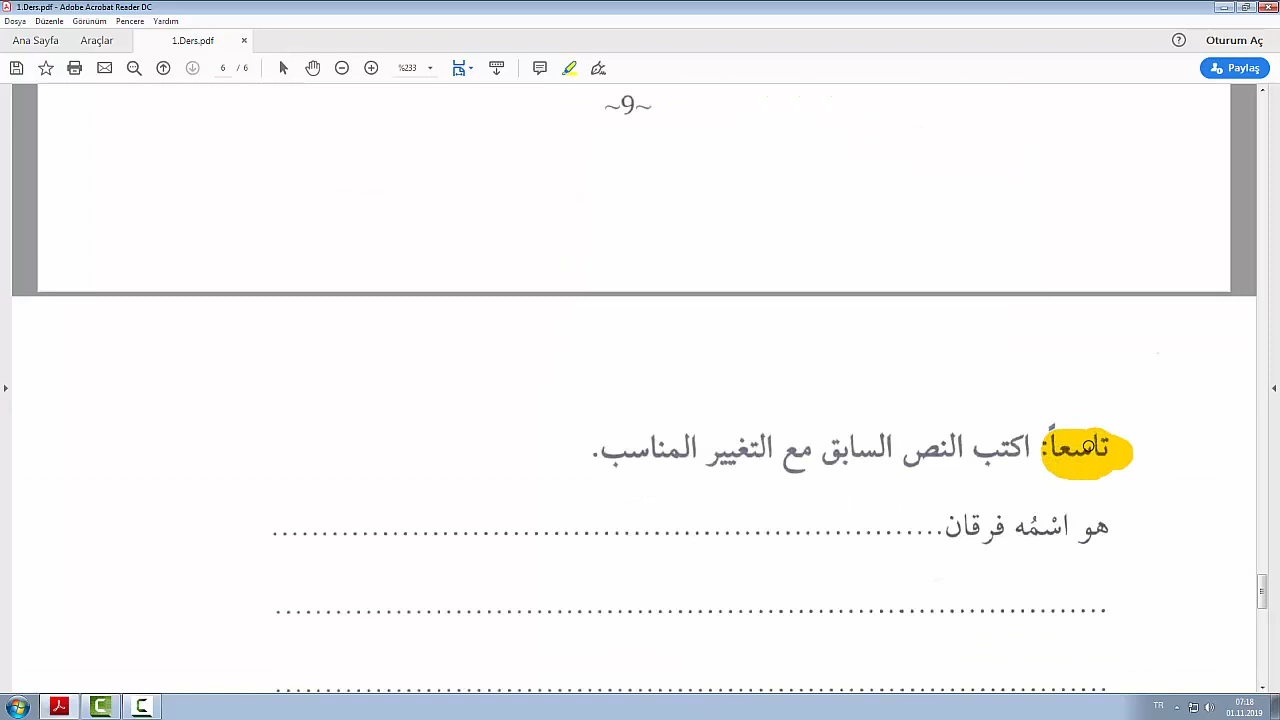 1.Ders.pdf - Adobe Acrobat Reader DC
Dosya Düzenle Görünüm Pencere Yardım
Ana Sayfa Araçlar 1.Ders.pdf Oturum Aç
6 / 6 %233 Paylaş
~9~
تاسعاً: اكتب النص السابق مع التغيير المناسب.
هو اسْمُه فرقان................................................................
................................................................................
................................................................................
TR 07:18
01.11.2019